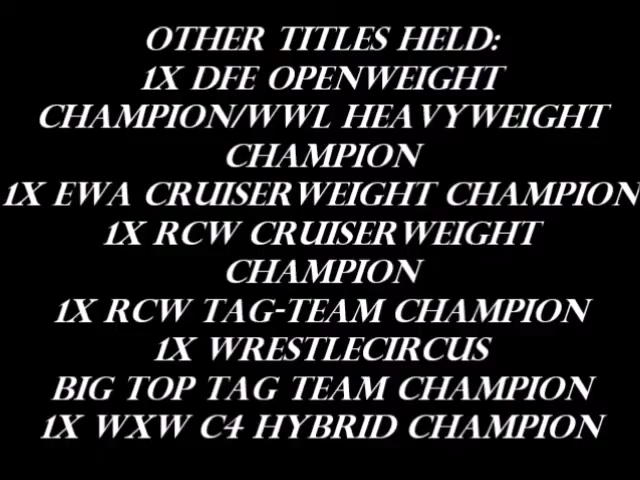 OTHER TITLES HELD:
1X DFE OPENWEIGHT
CHAMPION/WWL HEAVYWEIGHT
CHAMPION
1X EWA CRUISERWEIGHT CHAMPION
1X RCW CRUISERWEIGHT
CHAMPION
1X RCW TAG-TEAM CHAMPION
1X WRESTLECIRCUS
BIG TOP TAG TEAM CHAMPION
1X WXW C4 HYBRID CHAMPION